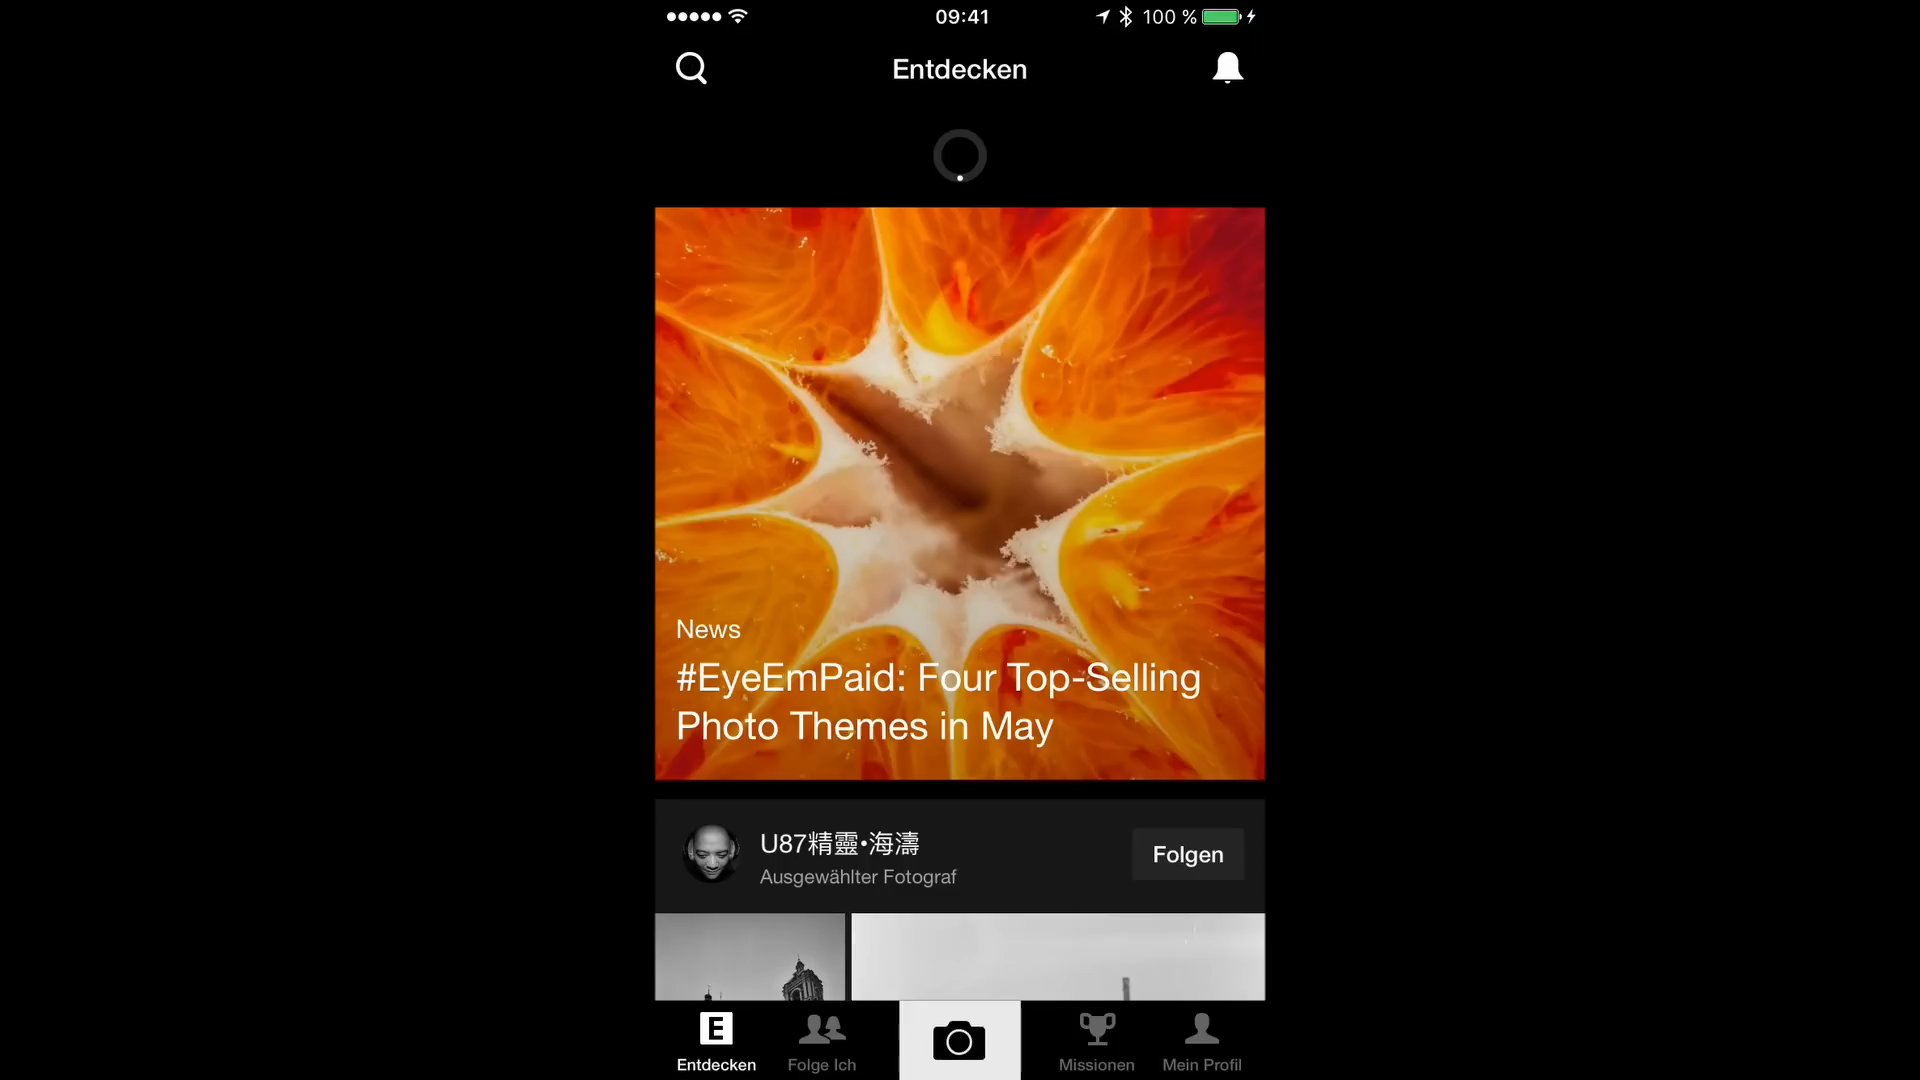 09:41
100 %
Entdecken
News
#EyeEmPaid: Four Top-Selling
Photo Themes in May
U87精靈•海濤
Ausgewählter Fotograf
Folgen
E
Entdecken
Folge Ich
Missionen
Mein Profil